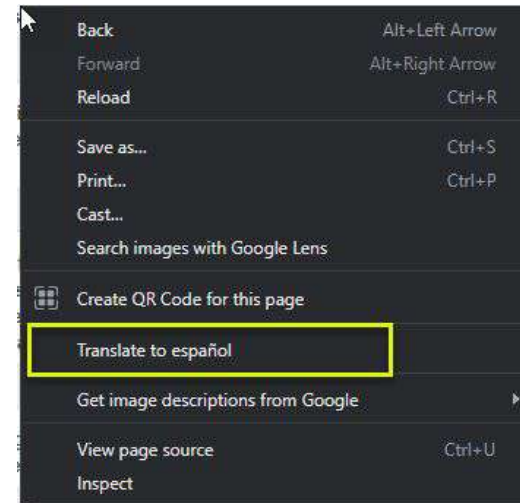 Back Alt+Left Arrow
Forward Alt+Right Arrow
Reload Ctrl+R
Save as... Ctrl+S
Print... Ctrl+P
Cast...
Search images with Google Lens
Create QR Code for this page
Translate to español
Get image descriptions from Google
View page source Ctrl+U
Inspect